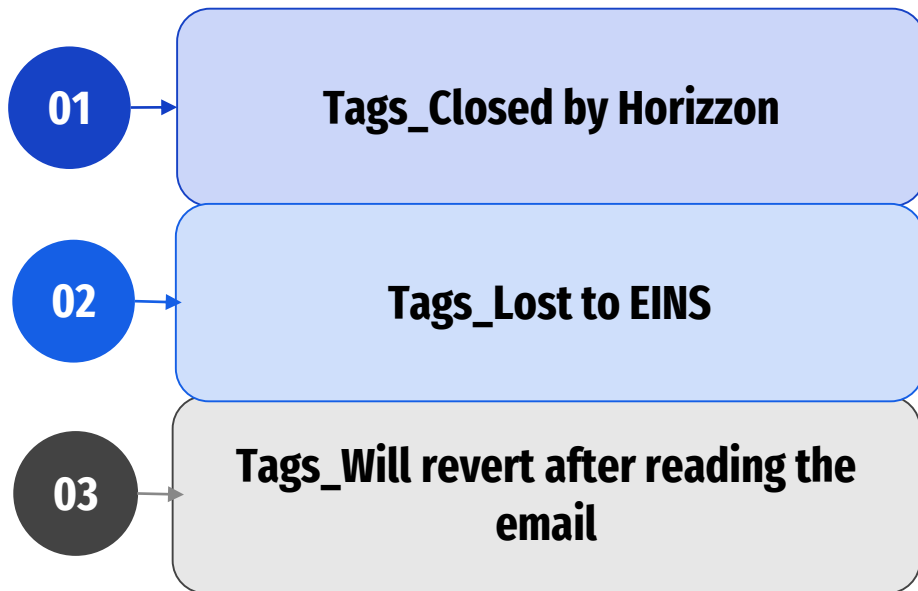 01
Tags_Closed by Horizzon
02
Tags_Lost to EINS
03
Tags_Will revert after reading the
email